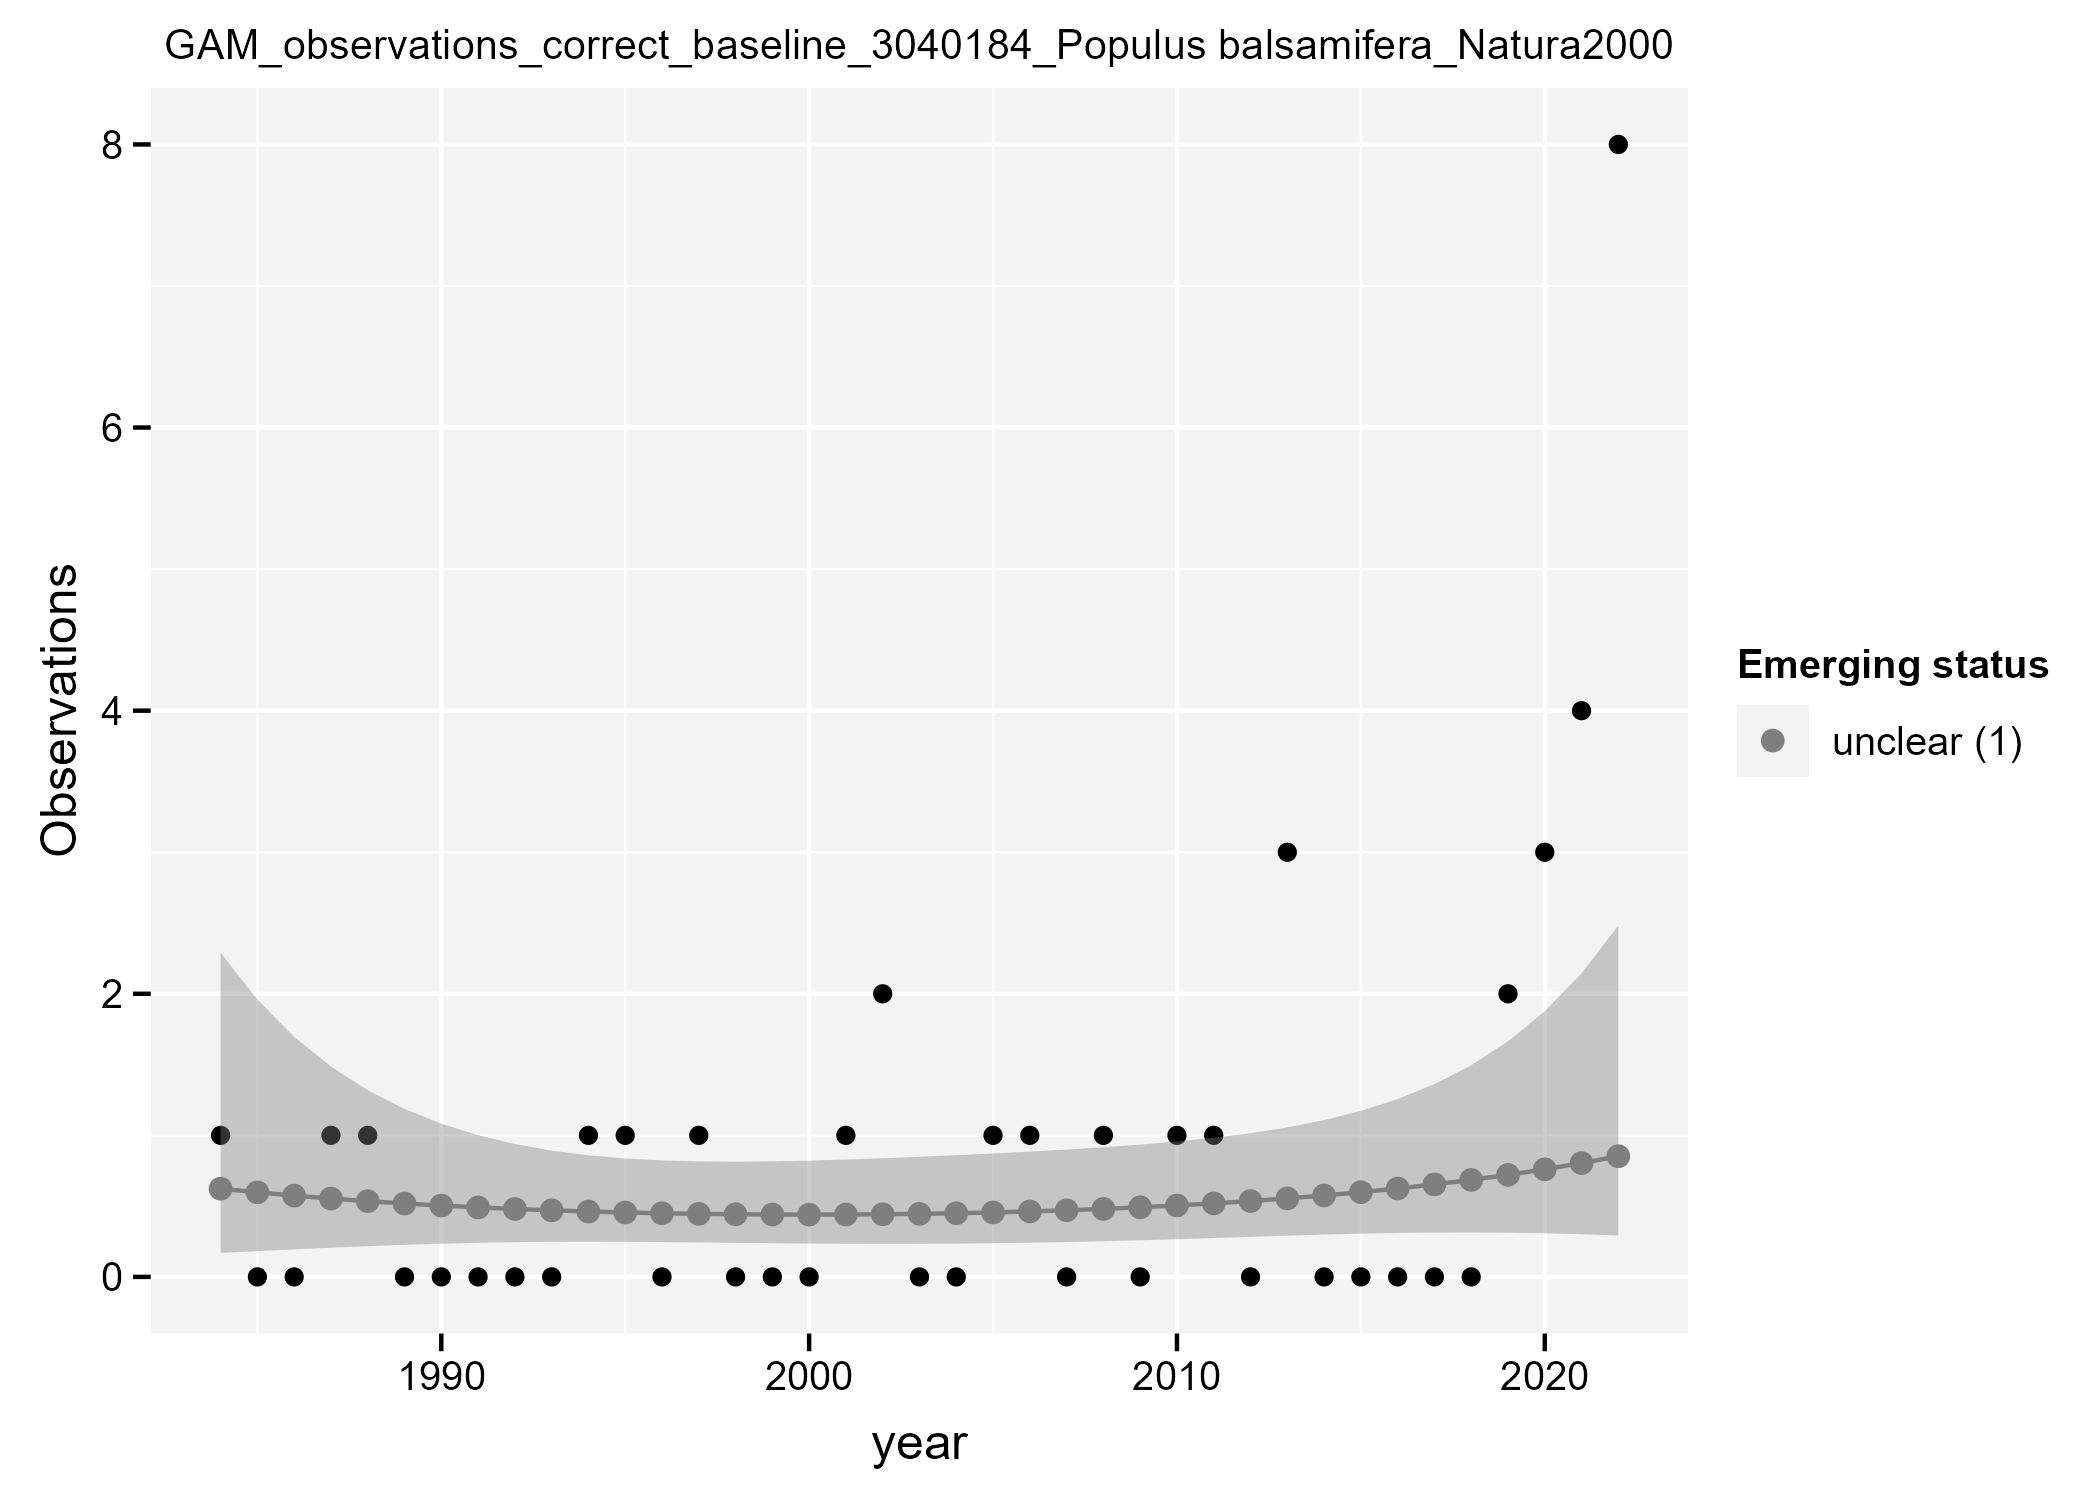 GAM_observations_correct_baseline_3040184_Populus balsamifera_Natura2000
8
6
4
2
0
Observations
1990 2000 2010 2020
year
Emerging status
unclear (1)